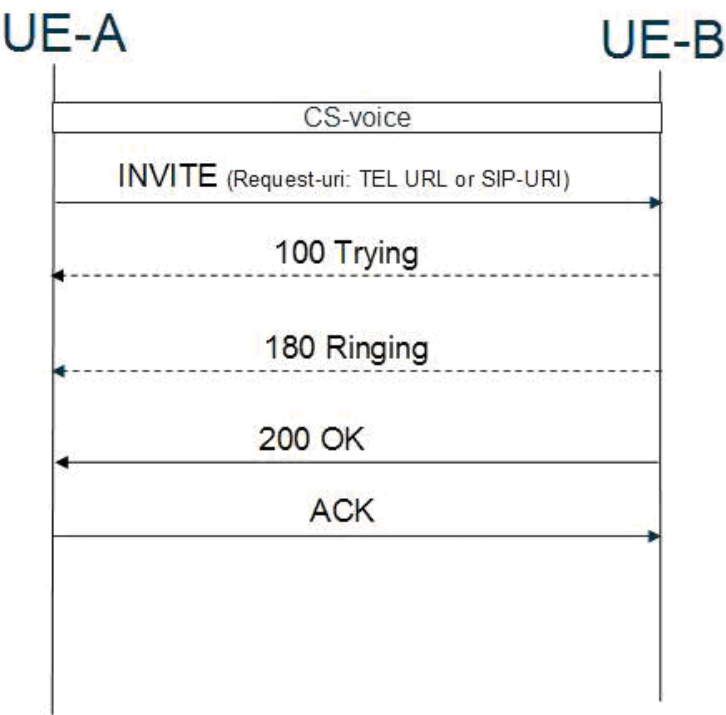 UE-A
UE-B
CS-voice
INVITE (Request-uri: TEL URL or SIP-URI)
100 Trying
180 Ringing
200 OK
ACK